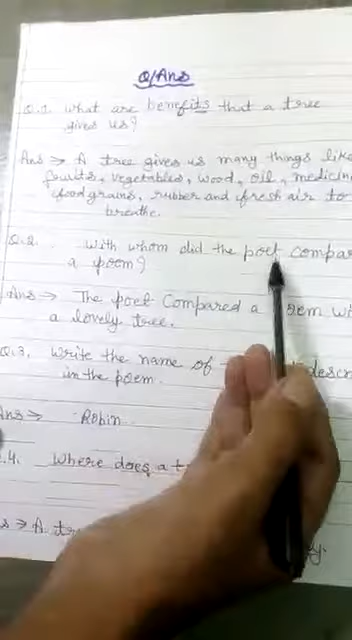 Q/Ans
Q.1. What are benefits that a tree
gives us?
Ans → A tree gives us many things like
fruits, vegetables, wood, oil, medicin
foodgrains, rubber and fresh air to
breathe.
Q.2. With whom did the poet compar
a poem?
Ans → The poet Compared a oem wi
a lovely tree.
Q.3. Write the name of descri
in the poem.
Ans → Robin
.4. Where does a t
s → A tr